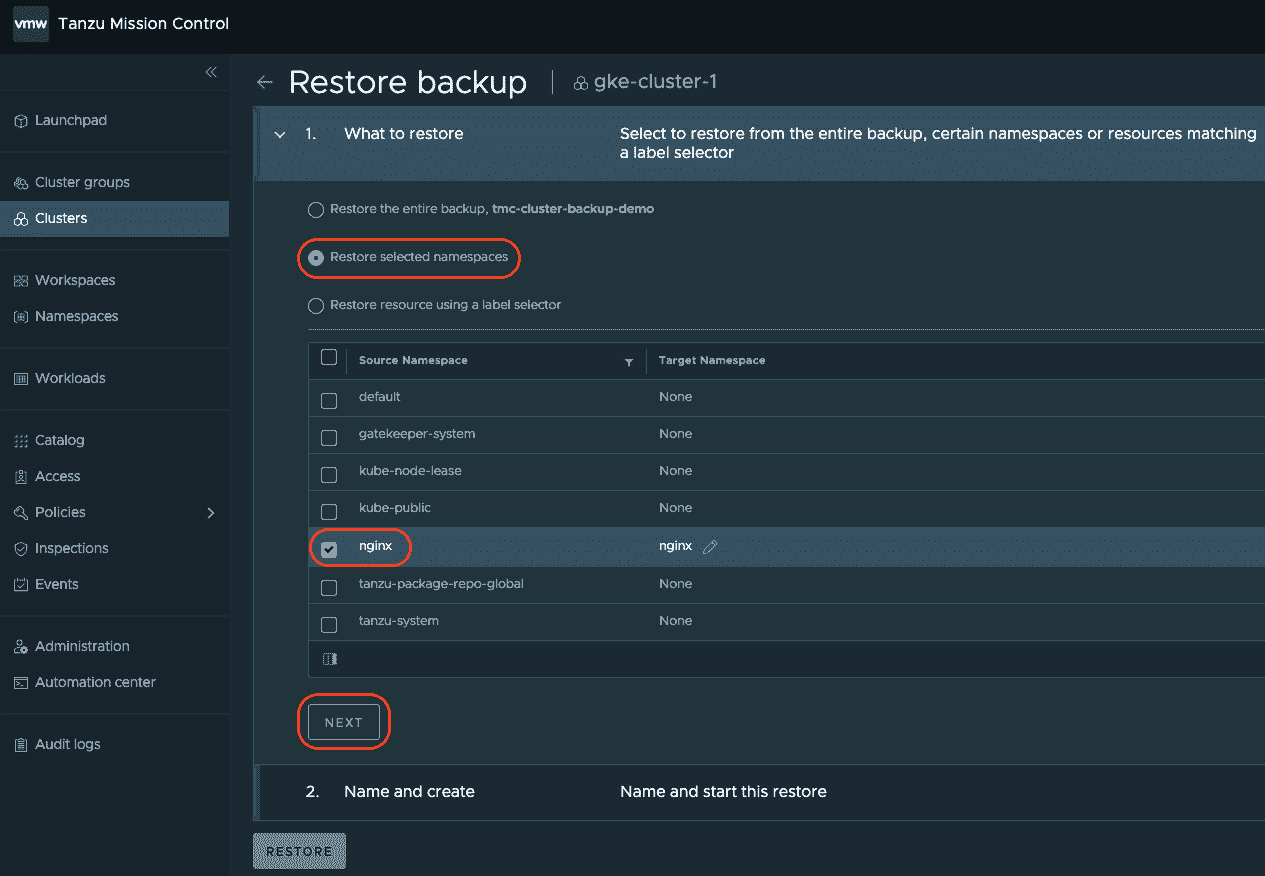 vmw Tanzu Mission Control
Restore backup gke-cluster-1
Launchpad
Cluster groups
Clusters
Workspaces
Namespaces
Workloads
Catalog
Access
Policies
Inspections
Events
Administration
Automation center
Audit logs
1. What to restore
Select to restore from the entire backup, certain namespaces or resources matching
a label selector
Restore the entire backup, tmc-cluster-backup-demo
Restore selected namespaces
Restore resource using a label selector
Source Namespace Target Namespace
default None
gatekeeper-system None
kube-node-lease None
kube-public None
nginx nginx
tanzu-package-repo-global None
tanzu-system None
NEXT
2. Name and create Name and start this restore
RESTORE